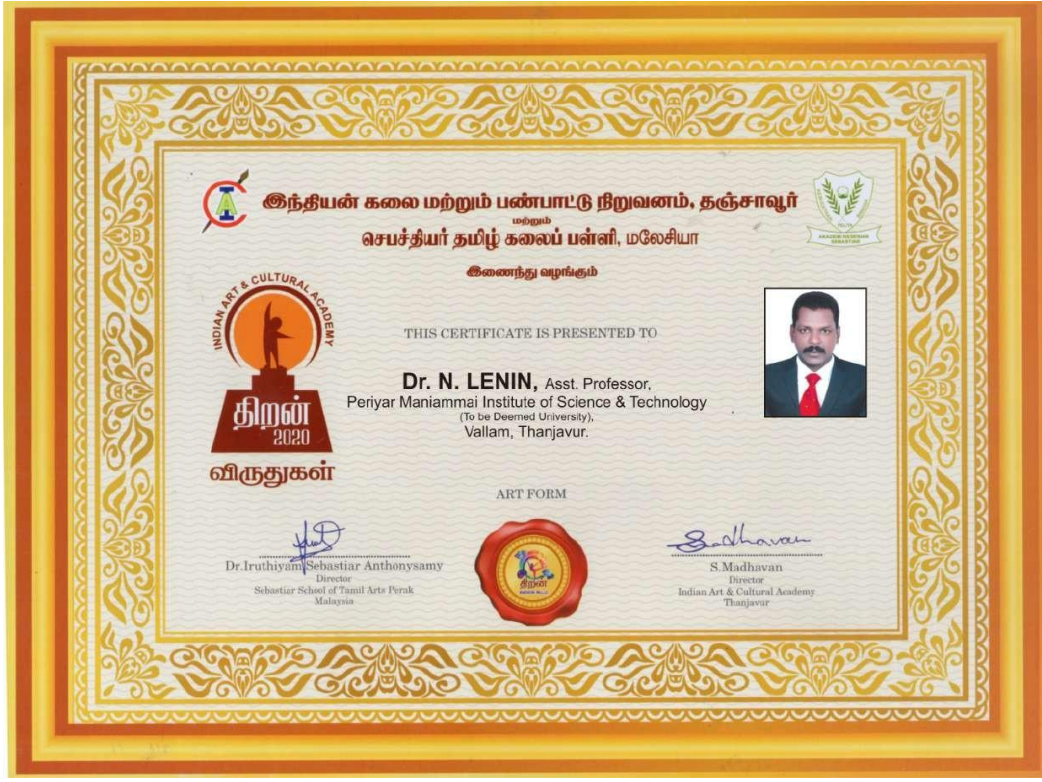 இந்தியன் கலை மற்றும் பண்பாட்டு நிறுவனம், தஞ்சாவூர்
மற்றும்
செபச்தியர் தமிழ் கலைப் பள்ளி, மலேசியா
இணைந்து வழங்கும்
INDIAN ART & CULTURAL ACADEMY
திறன்
2020
விருதுகள்
THIS CERTIFICATE IS PRESENTED TO
Dr. N. LENIN, Asst. Professor,
Periyar Maniammai Institute of Science & Technology
(To be Deemed University),
Vallam, Thanjavur.
ART FORM
Dr.Iruthiyam Sebastiar Anthonysamy
Director
Sebastiar School of Tamil Arts Perak
Malaysia
திறன்
S.Madhavan
Director
Indian Art & Cultural Academy
Thanjavur